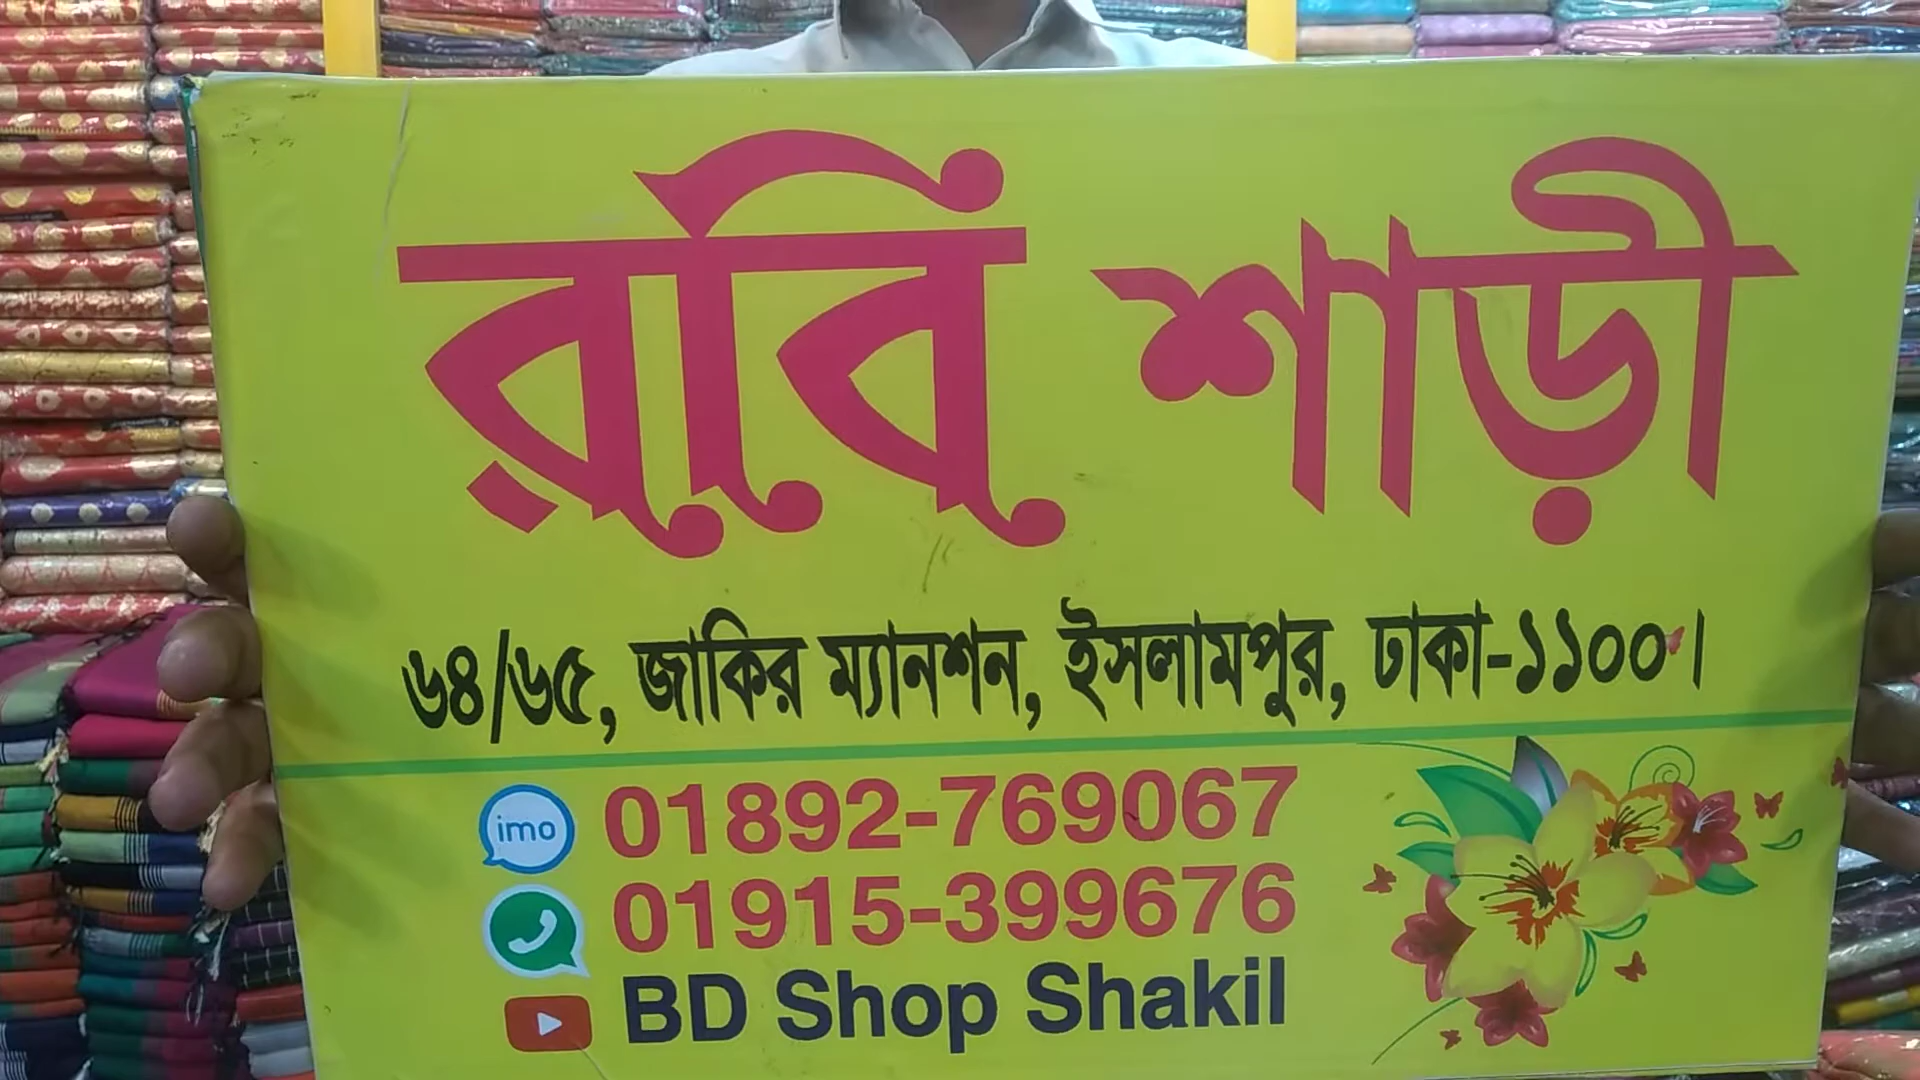 রবি শাড়ী
৬৪/৬৫, জাকির ম্যানশন, ইসলামপুর, ঢাকা-১১০০।
imo 01892-769067
01915-399676
BD Shop Shakil